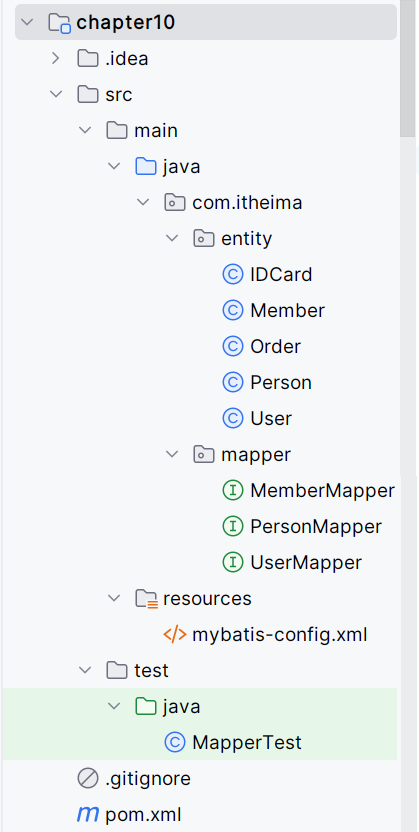 chapter10
.idea
src
main
java
com.itheima
entity
IDCard
Member
Order
Person
User
mapper
MemberMapper
PersonMapper
UserMapper
resources
mybatis-config.xml
test
java
MapperTest
.gitignore
pom.xml